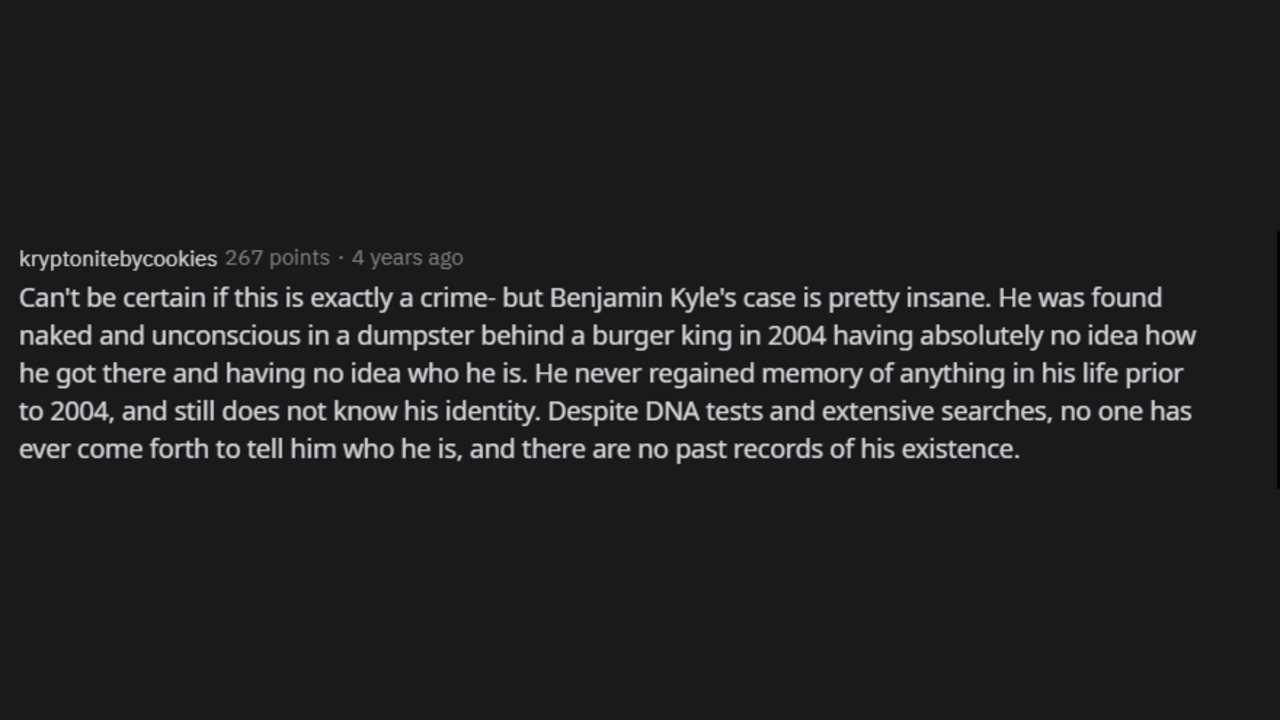 kryptonitebycookies 267 points · 4 years ago
Can't be certain if this is exactly a crime- but Benjamin Kyle's case is pretty insane. He was found
naked and unconscious in a dumpster behind a burger king in 2004 having absolutely no idea how
he got there and having no idea who he is. He never regained memory of anything in his life prior
to 2004, and still does not know his identity. Despite DNA tests and extensive searches, no one has
ever come forth to tell him who he is, and there are no past records of his existence.